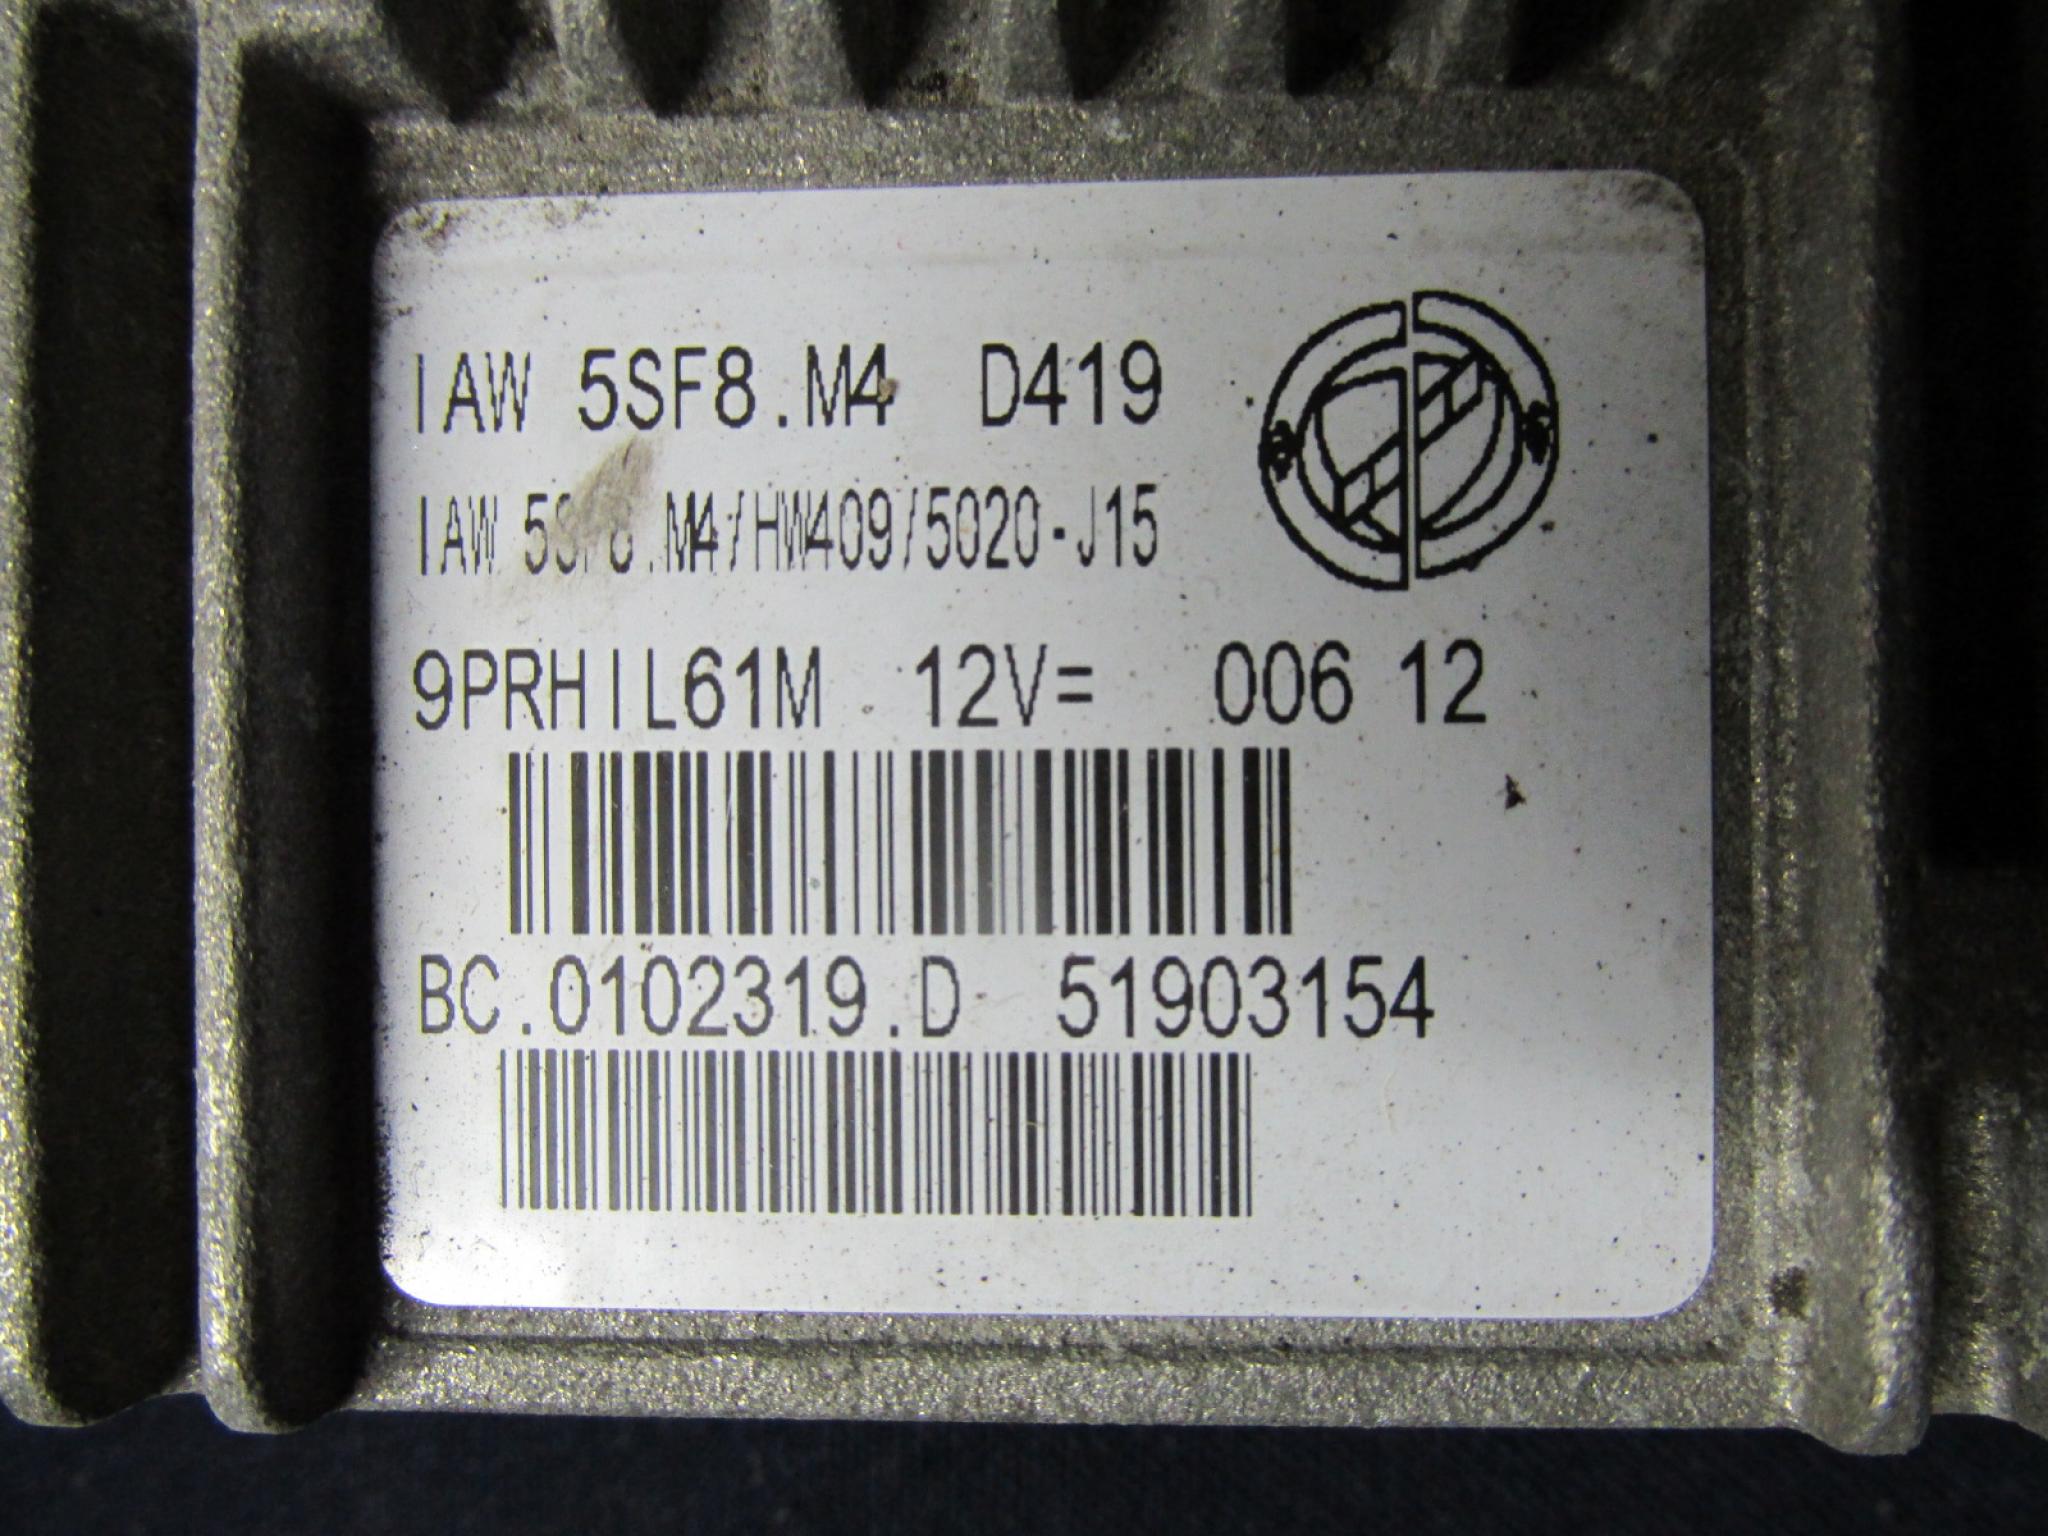 IAW 5SF8.M4 D419
IAW 5SF8.M4/HW409/5020-J15
9PRHIL61M 12V= 006 12
BC.0102319.D 51903154